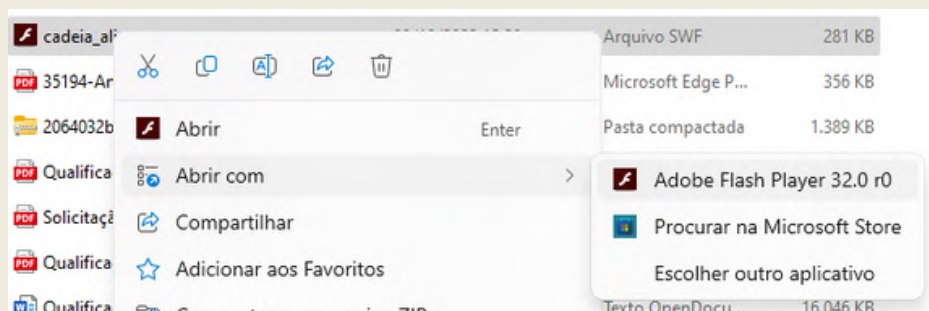 cadeia_ali Arquivo SWF 281 KB
35194-Ar Microsoft Edge P... 356 KB
2064032b Abrir Enter Pasta compactada 1.389 KB
Qualifica Abrir com Adobe Flash Player 32.0 r0
Solicitaçã Compartilhar Procurar na Microsoft Store
Qualifica Adicionar aos Favoritos Escolher outro aplicativo
Qualifica Texto OpenDocu... 16.046 KB